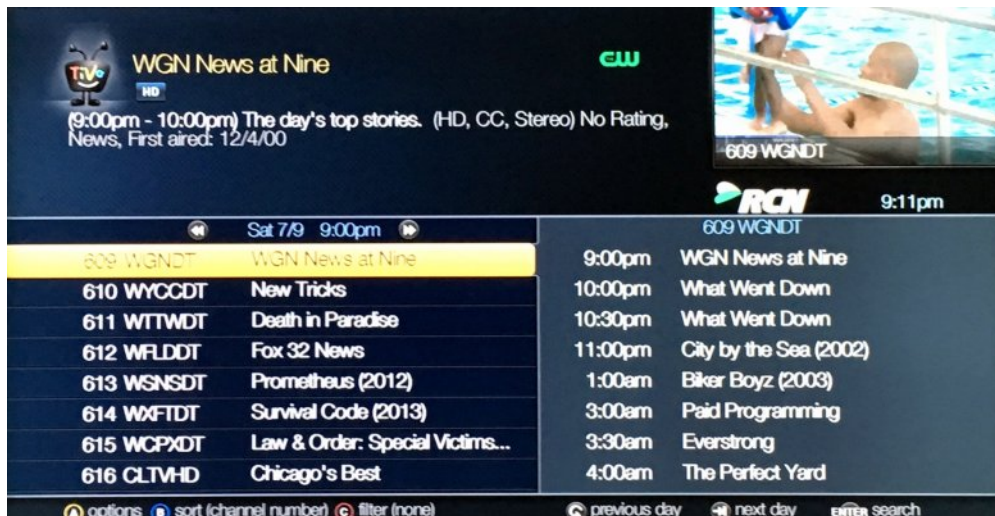 TiVo
WGN News at Nine
CW
HD
(9:00pm - 10:00pm) The day's top stories. (HD, CC, Stereo) No Rating,
News, First aired: 12/4/00
609 WGNDT
RCN
9:11pm
Sat 7/9 9:00pm
609 WGNDT
609 WGNDT WGN News at Nine
610 WYCCDT New Tricks
611 WTTWDT Death in Paradise
612 WFLDDT Fox 32 News
613 WSNSDT Prometheus (2012)
614 WXFTDT Survival Code (2013)
615 WCPXDT Law & Order: Special Victims...
616 CLTVHD Chicago's Best
9:00pm WGN News at Nine
10:00pm What Went Down
10:30pm What Went Down
11:00pm City by the Sea (2002)
1:00am Biker Boyz (2003)
3:00am Paid Programming
3:30am Everstrong
4:00am The Perfect Yard
A options B sort (channel number) C filter (none)
previous day next day ENTER search